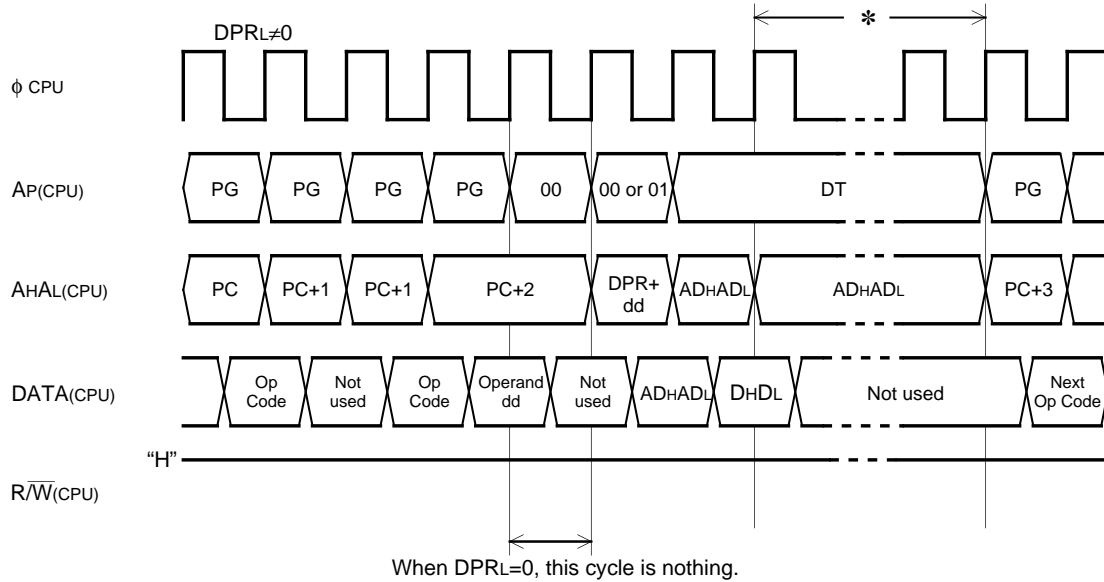 DPRL≠0
✻
ϕ CPU
AP(CPU) PG PG PG PG 00 00 or 01 DT PG
AHAL(CPU) PC PC+1 PC+1 PC+2 DPR+ dd ADHADL ADHADL PC+3
DATA(CPU) Op Code Not used Op Code Operand dd Not used ADHADL DHDL Not used Next Op Code
“H”
R/W(CPU)
When DPRL=0, this cycle is nothing.